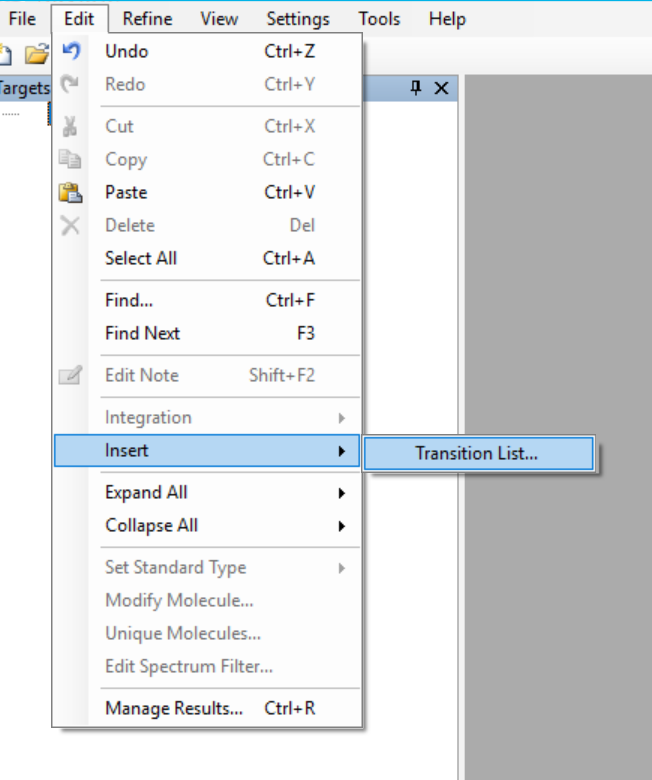 File Edit Refine View Settings Tools Help
Targets
Undo Ctrl+Z
Redo Ctrl+Y
Cut Ctrl+X
Copy Ctrl+C
Paste Ctrl+V
Delete Del
Select All Ctrl+A
Find... Ctrl+F
Find Next F3
Edit Note Shift+F2
Integration
Insert
Transition List...
Expand All
Collapse All
Set Standard Type
Modify Molecule...
Unique Molecules...
Edit Spectrum Filter...
Manage Results... Ctrl+R